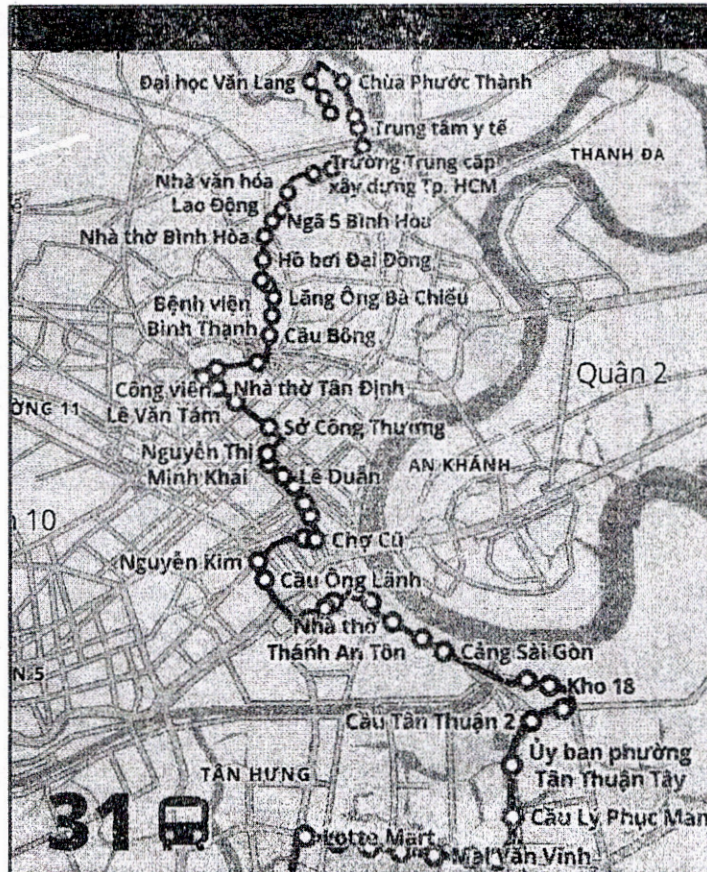 Đại học Văn Lang
Chùa Phước Thành
Trung tâm y tế
THANH ĐA
Trường Trung cấp
xây dựng Tp. HCM
Nhà văn hóa
Lao Động
Ngã 5 Bình Hòa
Nhà thờ Bình Hòa
Hồ bơi Đại Đồng
Lăng Ông Bà Chiểu
Bệnh viện
Bình Thạnh
Cầu Bông
Quận 2
Công viên
Lê Văn Tám
Nhà thờ Tân Định
ỜNG 11
Sở Công Thương
Nguyễn Thị
Minh Khai
Lê Duẩn
AN KHÁNH
10
Chợ Cũ
Nguyễn Kim
Cầu Ông Lãnh
Nhà thờ
Thánh An Tôn
Cảng Sài Gòn
N 5
Kho 18
Cầu Tân Thuận 2
Ủy ban phường
Tân Thuận Tây
TÂN HƯNG
31
Cầu Lý Phục Man
Lotte Mart
Mai Văn Vĩnh